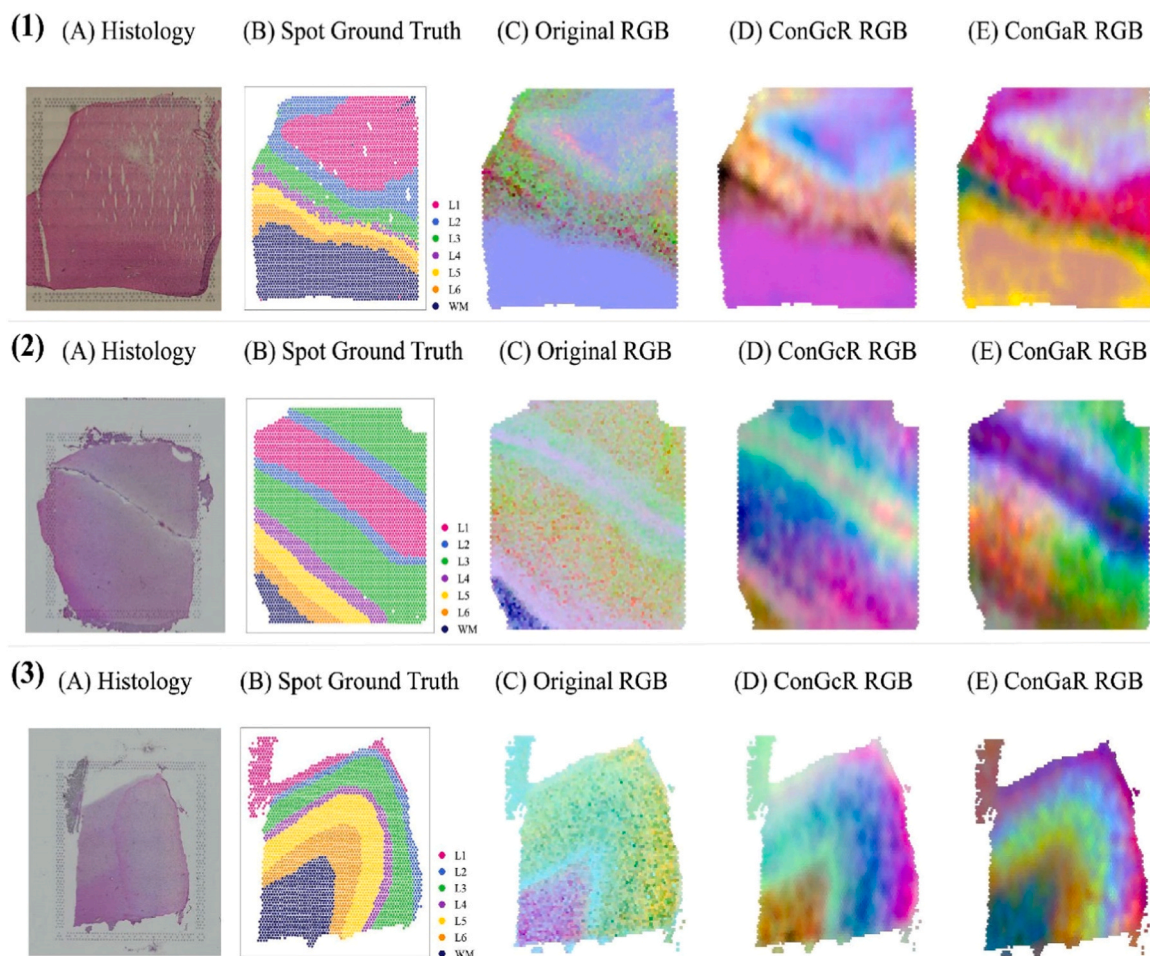 (1) (A) Histology (B) Spot Ground Truth (C) Original RGB (D) ConGcR RGB (E) ConGaR RGB
L1
L2
L3
L4
L5
L6
WM
(2) (A) Histology (B) Spot Ground Truth (C) Original RGB (D) ConGcR RGB (E) ConGaR RGB
L1
L2
L3
L4
L5
L6
WM
(3) (A) Histology (B) Spot Ground Truth (C) Original RGB (D) ConGcR RGB (E) ConGaR RGB
L1
L2
L3
L4
L5
L6
WM